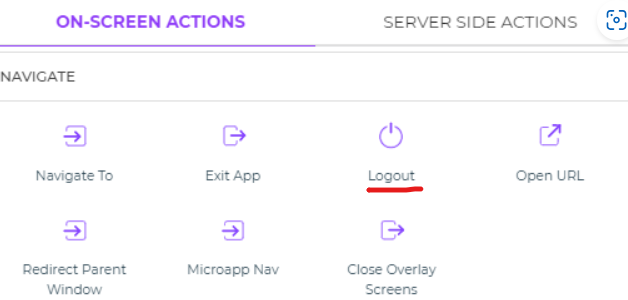 ON-SCREEN ACTIONS
SERVER SIDE ACTIONS
NAVIGATE
Navigate To
Exit App
Logout
Open URL
Redirect Parent
Window
Microapp Nav
Close Overlay
Screens